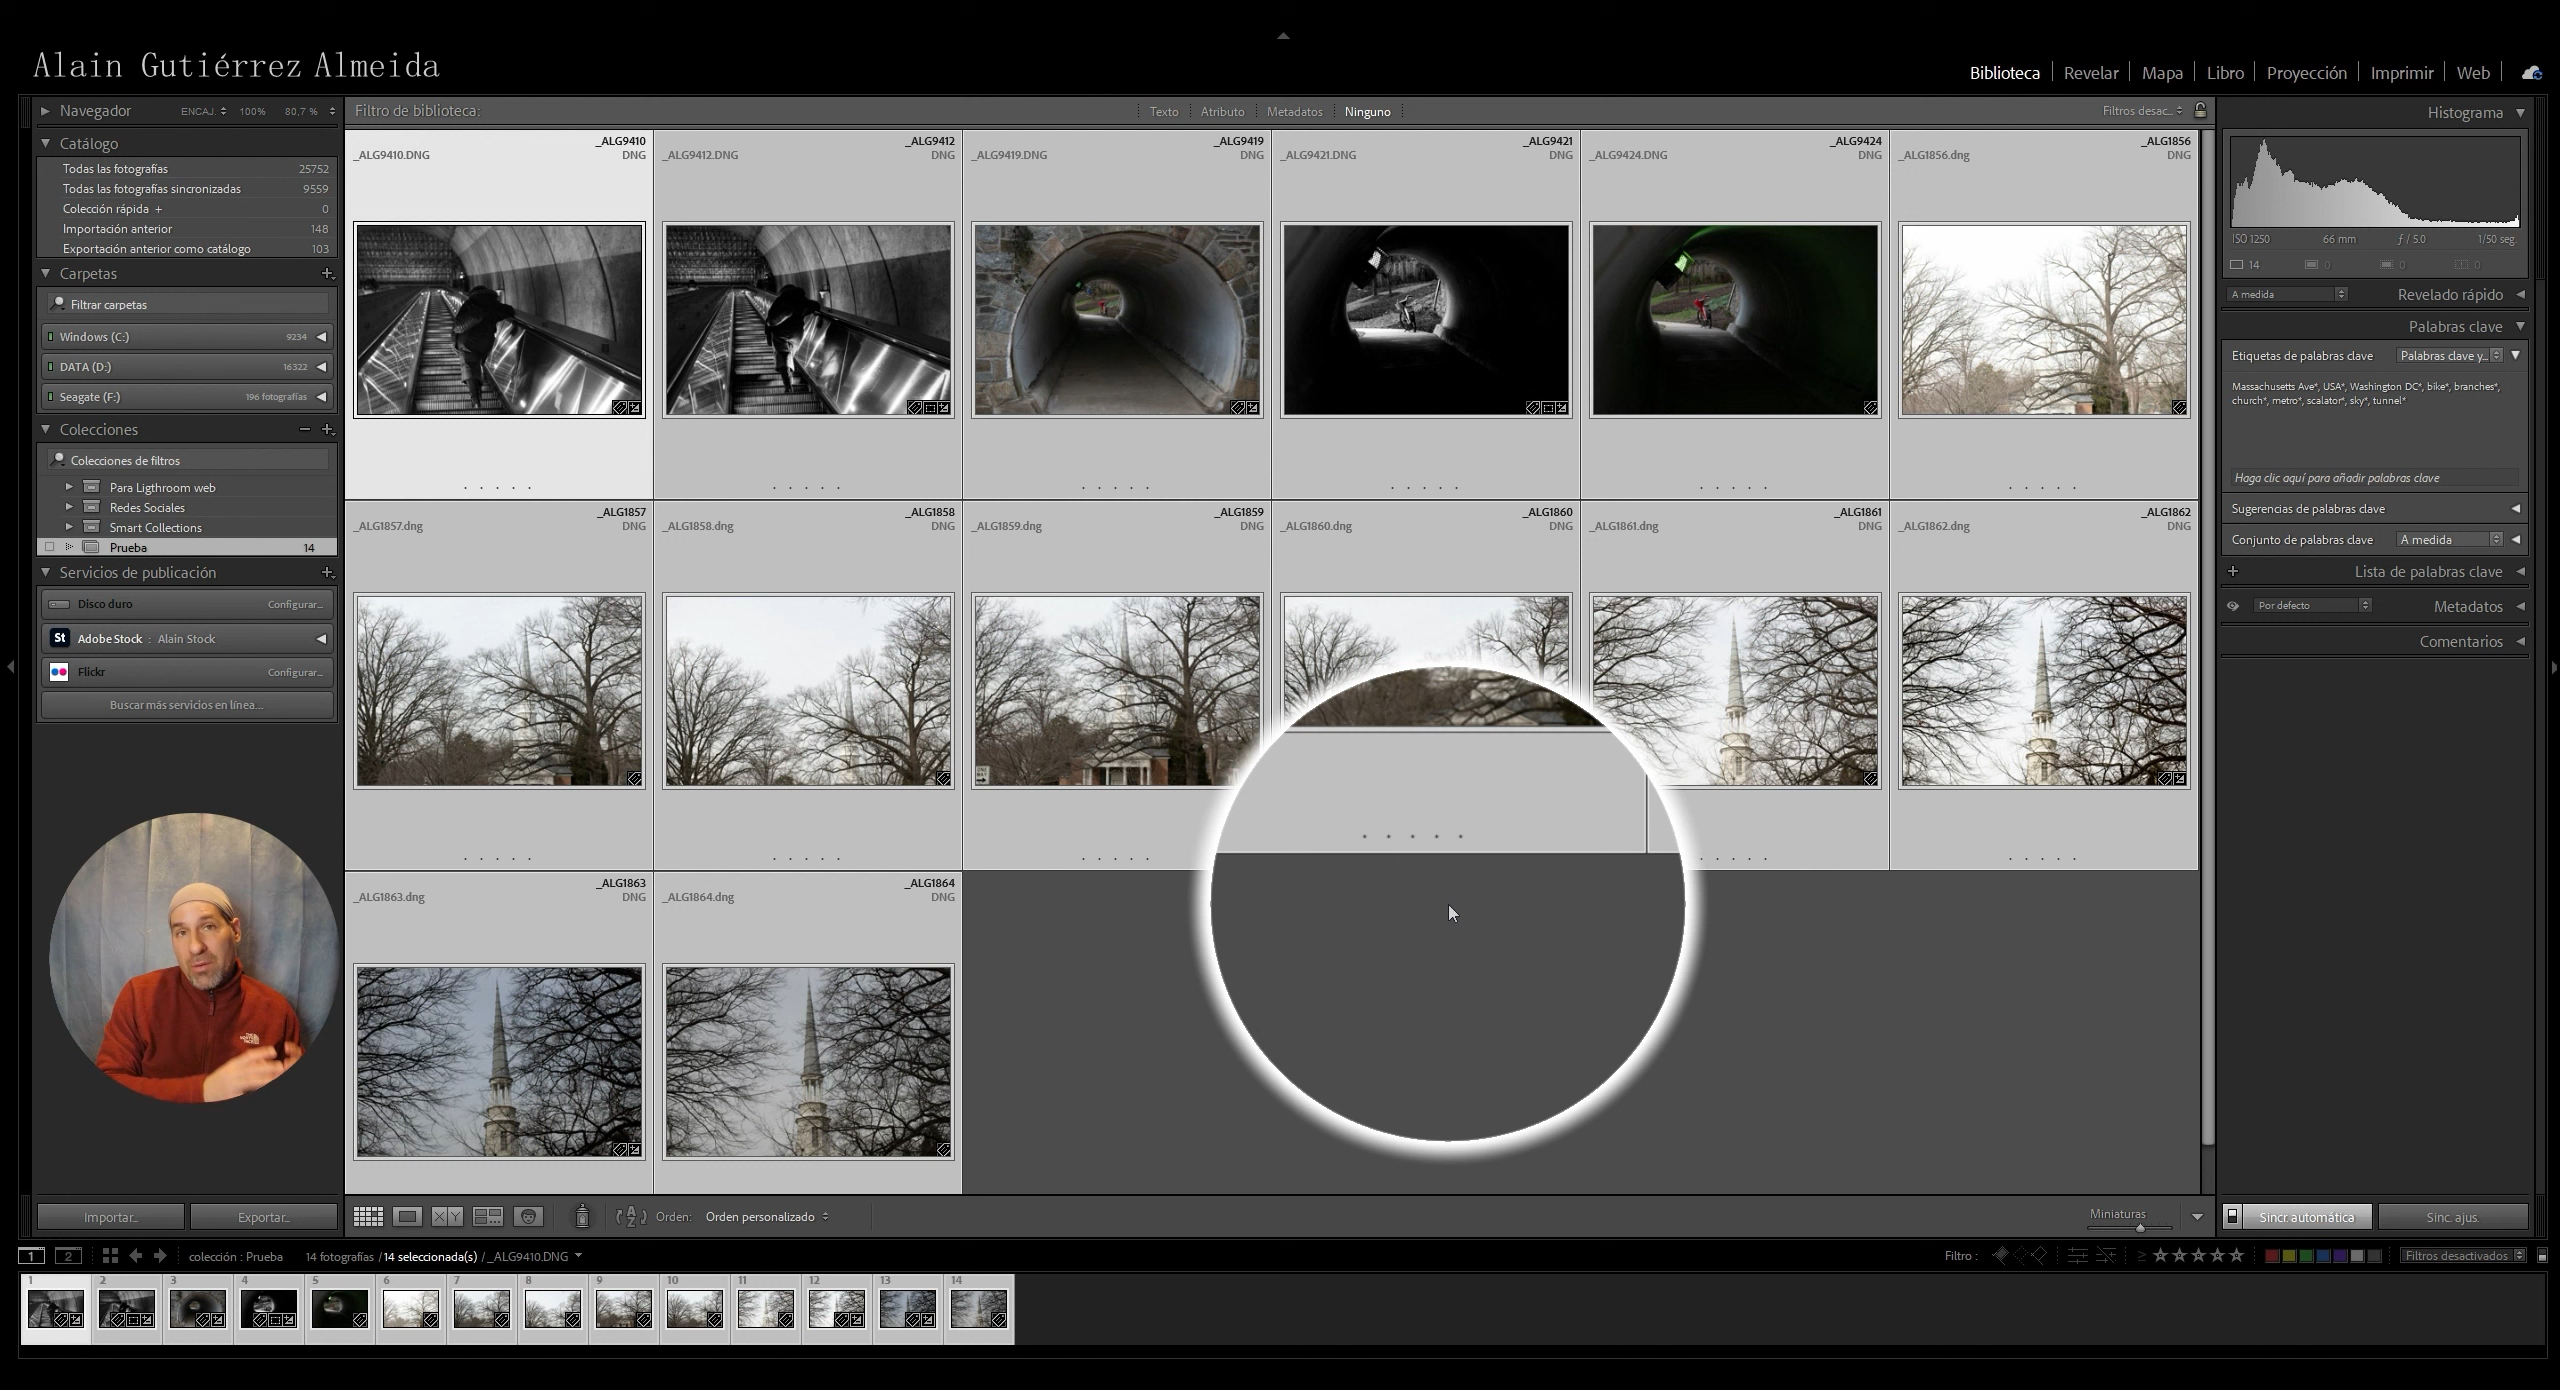 Alain Gutiérrez Almeida
Biblioteca | Revelar | Mapa | Libro | Proyección | Imprimir | Web
Navegador ENCAJ. 100% 80,7 %
Catálogo
Todas las fotografías 25752
Todas las fotografías sincronizadas 9559
Colección rápida + 0
Importación anterior 148
Exportación anterior como catálogo 103
Carpetas
Filtrar carpetas
Windows (C:) 9234
DATA (D:) 16322
Seagate (F:) 196 fotografías
Colecciones
Colecciones de filtros
Para Ligthroom web
Redes Sociales
Smart Collections
Prueba 14
Servicios de publicación
Disco duro Configurar...
St Adobe Stock : Alain Stock
Flickr Configurar...
Buscar más servicios en línea...
Importar... Exportar...
Filtro de biblioteca: Texto Atributo Metadatos Ninguno Filtros desac...
_ALG9410 _ALG9412 _ALG9419 _ALG9421 _ALG9424 _ALG1856
_ALG9410.DNG DNG _ALG9412.DNG DNG _ALG9419.DNG DNG _ALG9421.DNG DNG _ALG9424.DNG DNG _ALG1856.dng DNG
_ALG1857 _ALG1858 _ALG1859 _ALG1860 _ALG1861 _ALG1862
_ALG1857.dng DNG _ALG1858.dng DNG _ALG1859.dng DNG _ALG1860.dng DNG _ALG1861.dng DNG _ALG1862.dng DNG
_ALG1863 _ALG1864
_ALG1863.dng DNG _ALG1864.dng DNG
Orden: Orden personalizado Miniaturas
Histograma
ISO 1250 66 mm f / 5.0 1/50 seg.
14 0 0 0
A medida Revelado rápido
Palabras clave
Etiquetas de palabras clave Palabras clave y...
Massachusetts Ave*, USA*, Washington DC*, bike*, branches*,
church*, metro*, scalator*, sky*, tunnel*
Haga clic aquí para añadir palabras clave
Sugerencias de palabras clave
Conjunto de palabras clave A medida
Lista de palabras clave
Por defecto Metadatos
Comentarios
Sincr. automática Sinc. ajus.
1 2 colección : Prueba 14 fotografías / 14 seleccionada(s) / _ALG9410.DNG Filtro : Filtros desactivados
1 2 3 4 5 6 7 8 9 10 11 12 13 14